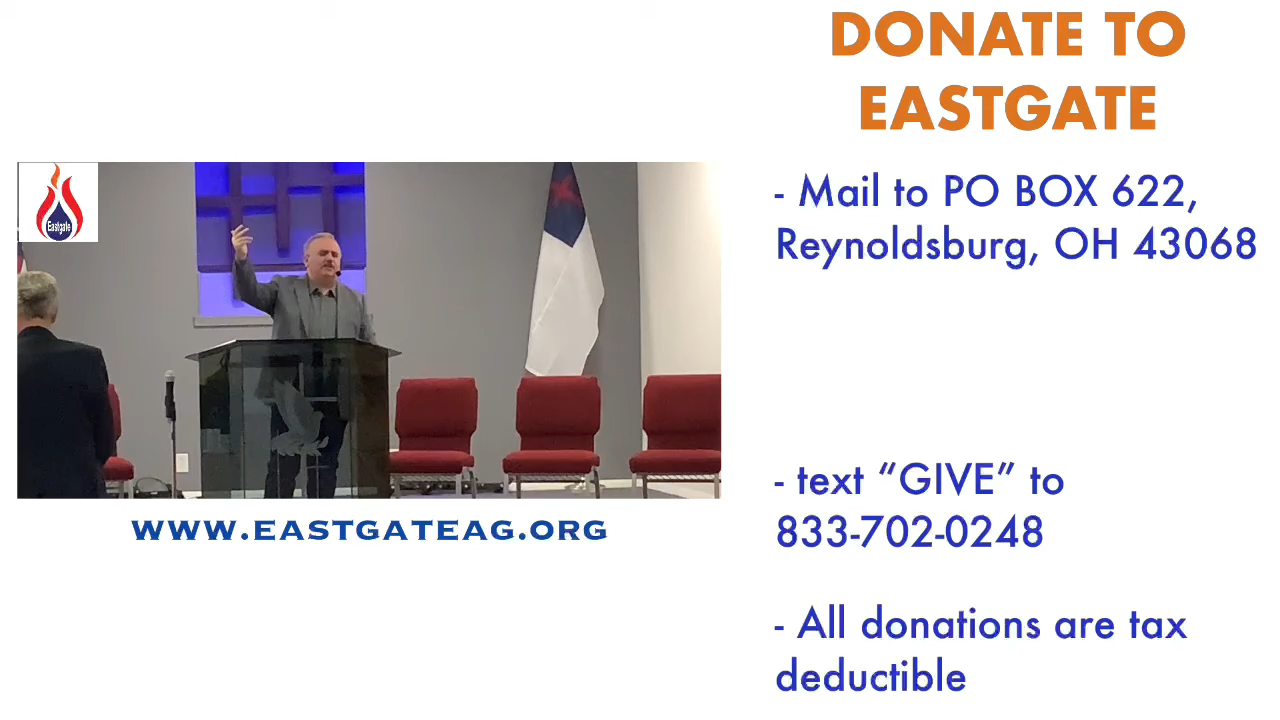 DONATE TO
EASTGATE
- Mail to PO BOX 622,
Reynoldsburg, OH 43068
Eastgate
- text “GIVE” to
833-702-0248
WWW.EASTGATEAG.ORG
- All donations are tax
deductible